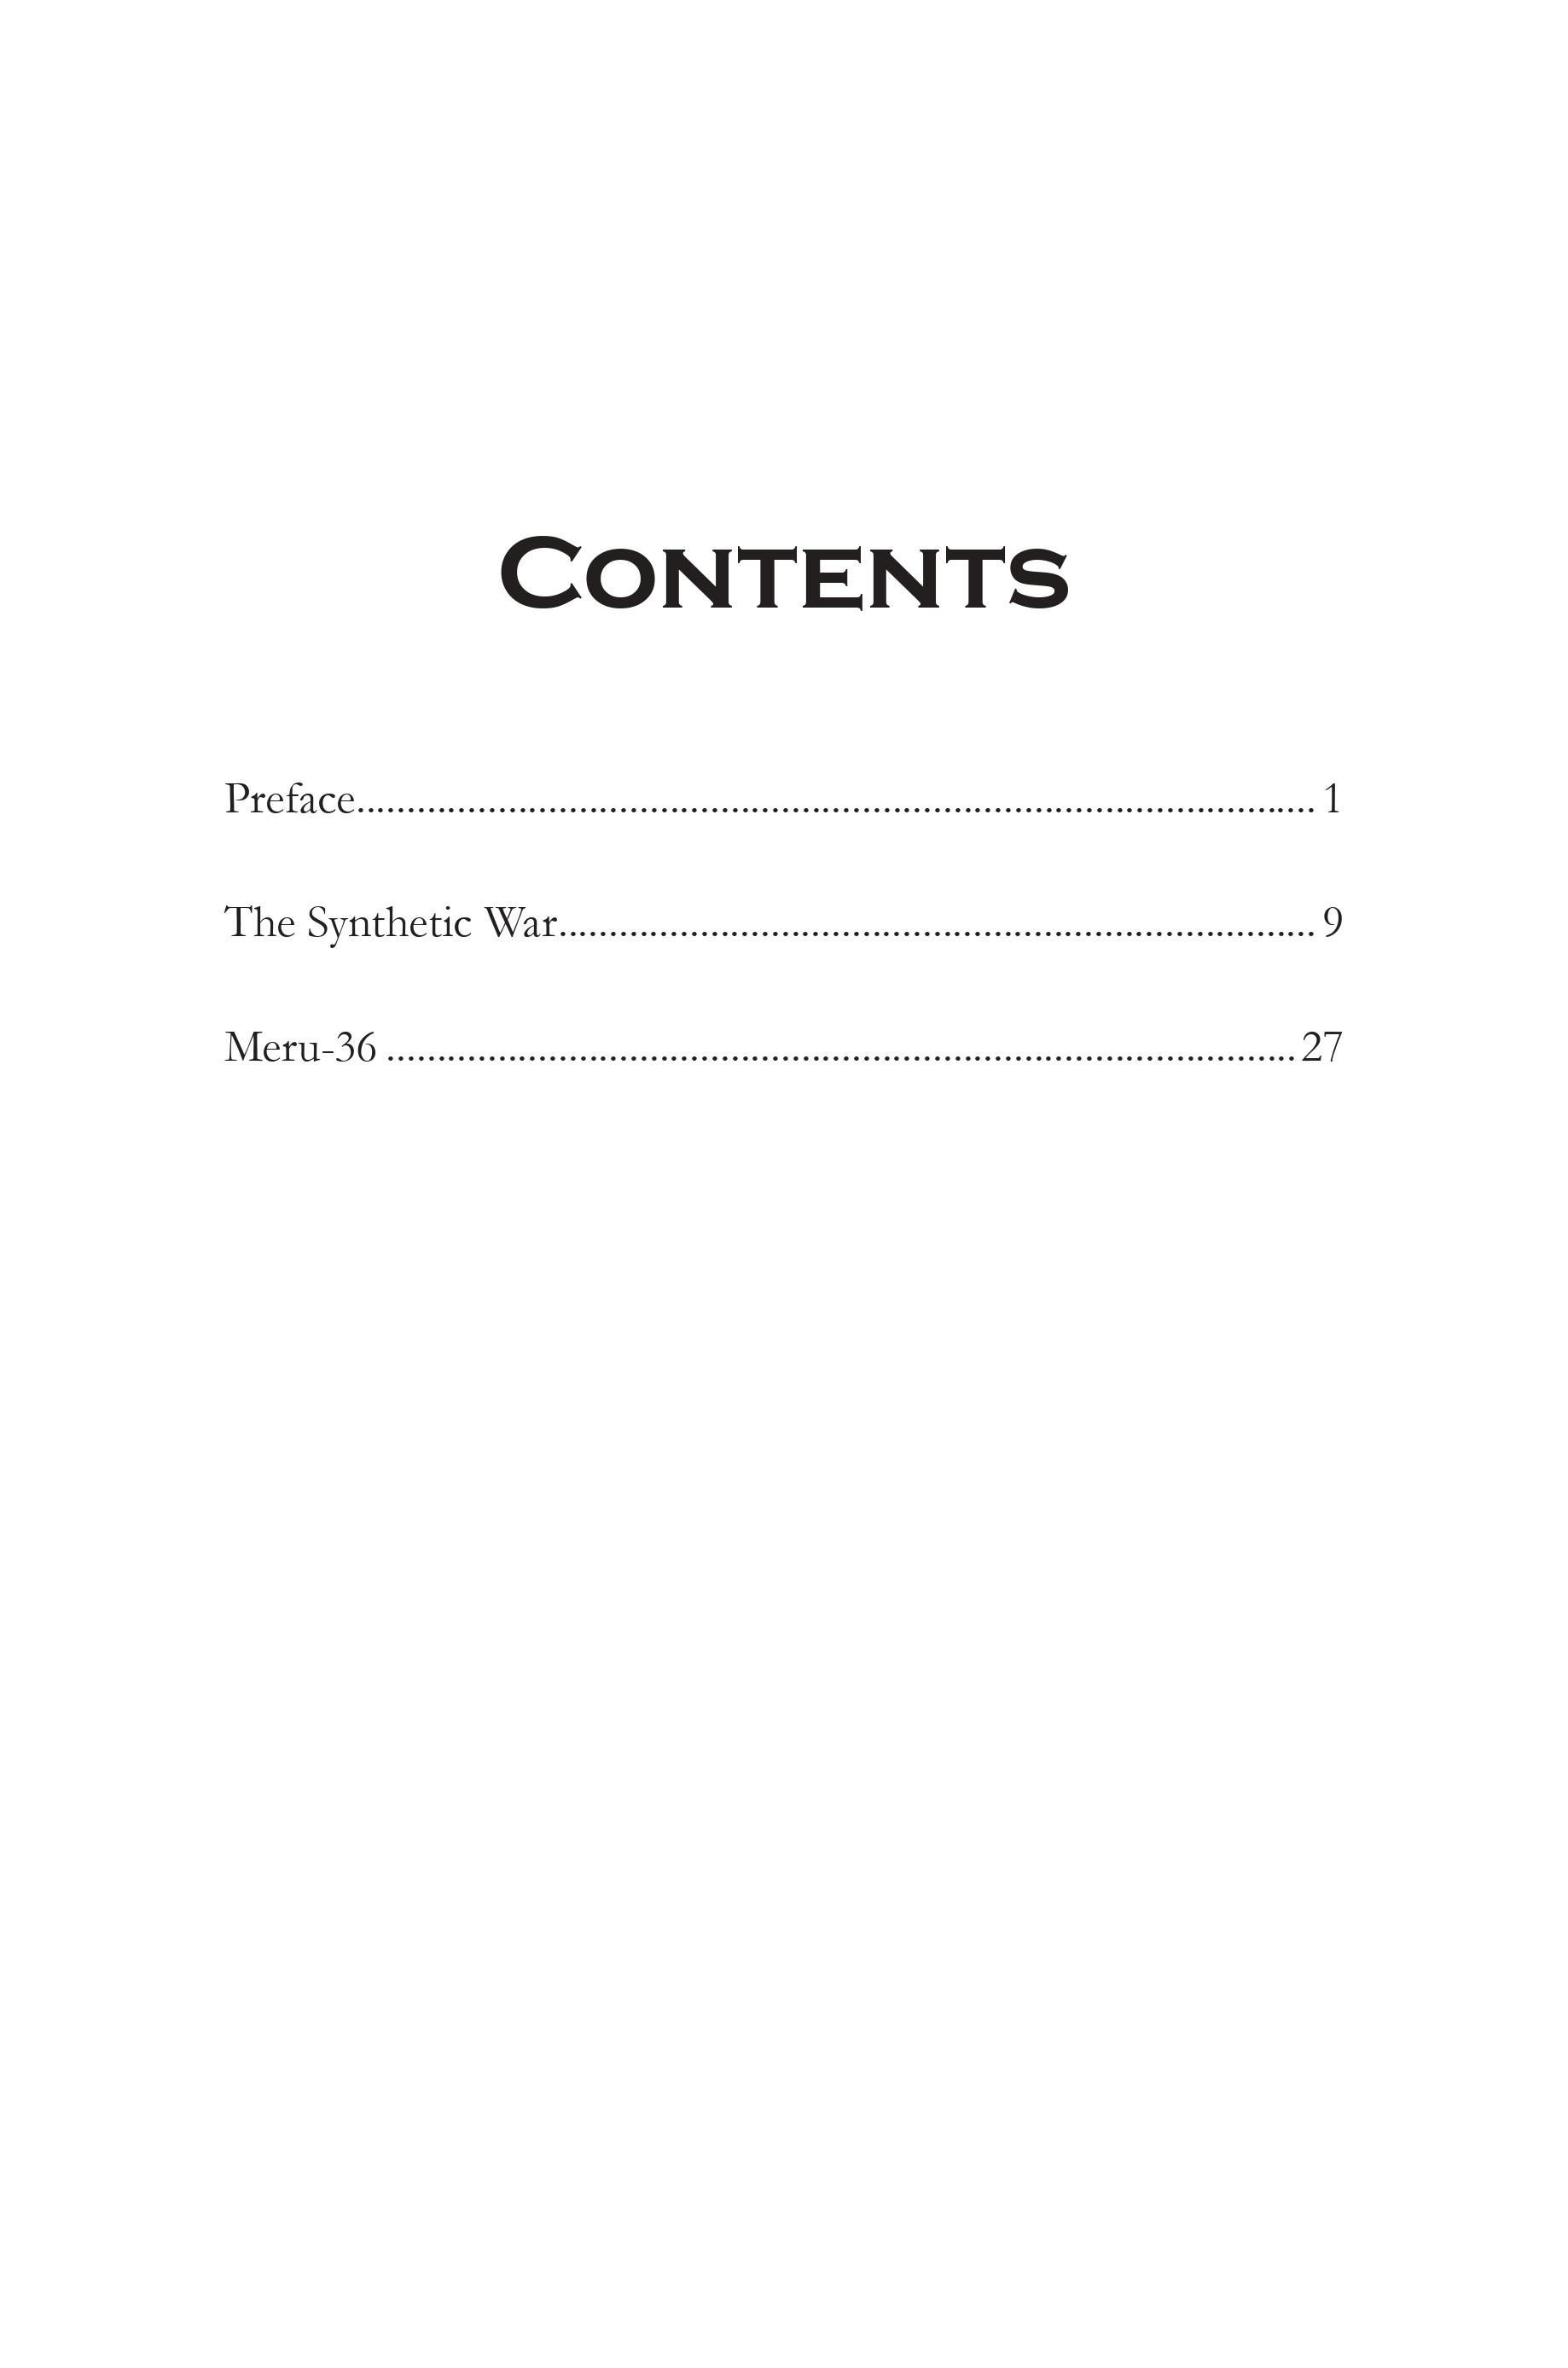 Contents
Preface............................................................................................... 1
The Synthetic War........................................................................... 9
Meru-36 ..........................................................................................27